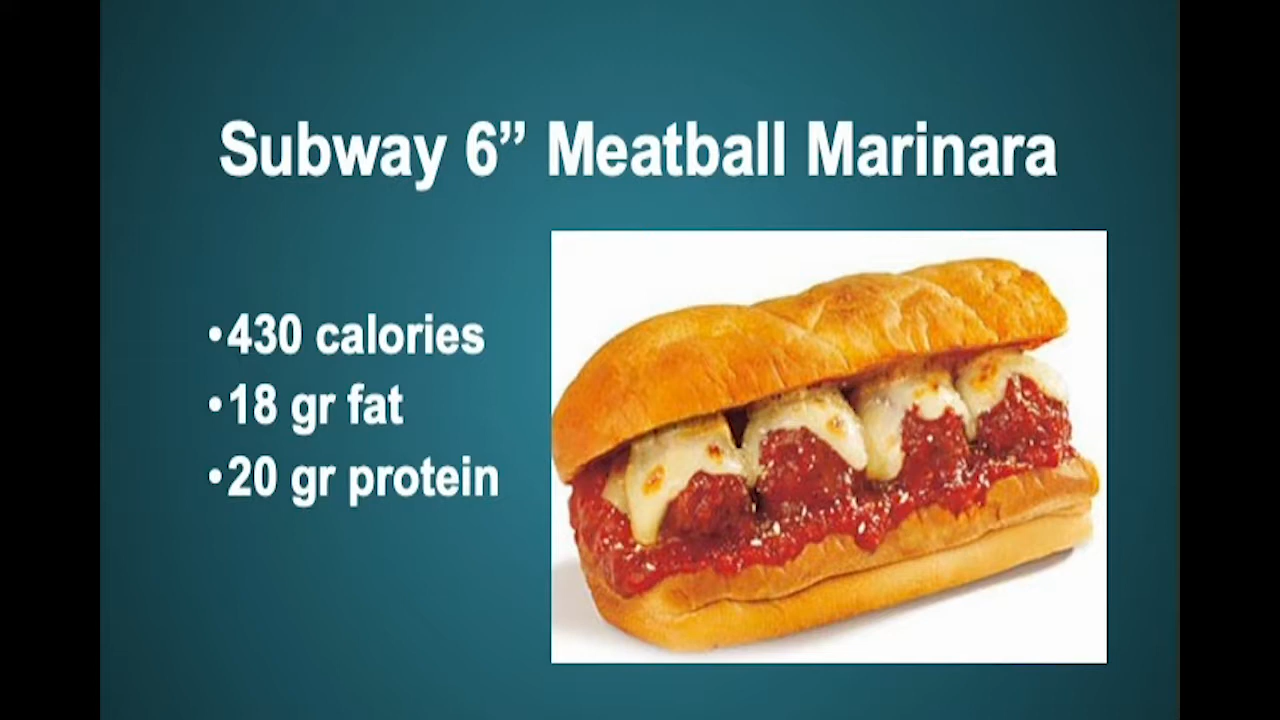 Subway 6” Meatball Marinara
•430 calories
•18 gr fat
•20 gr protein